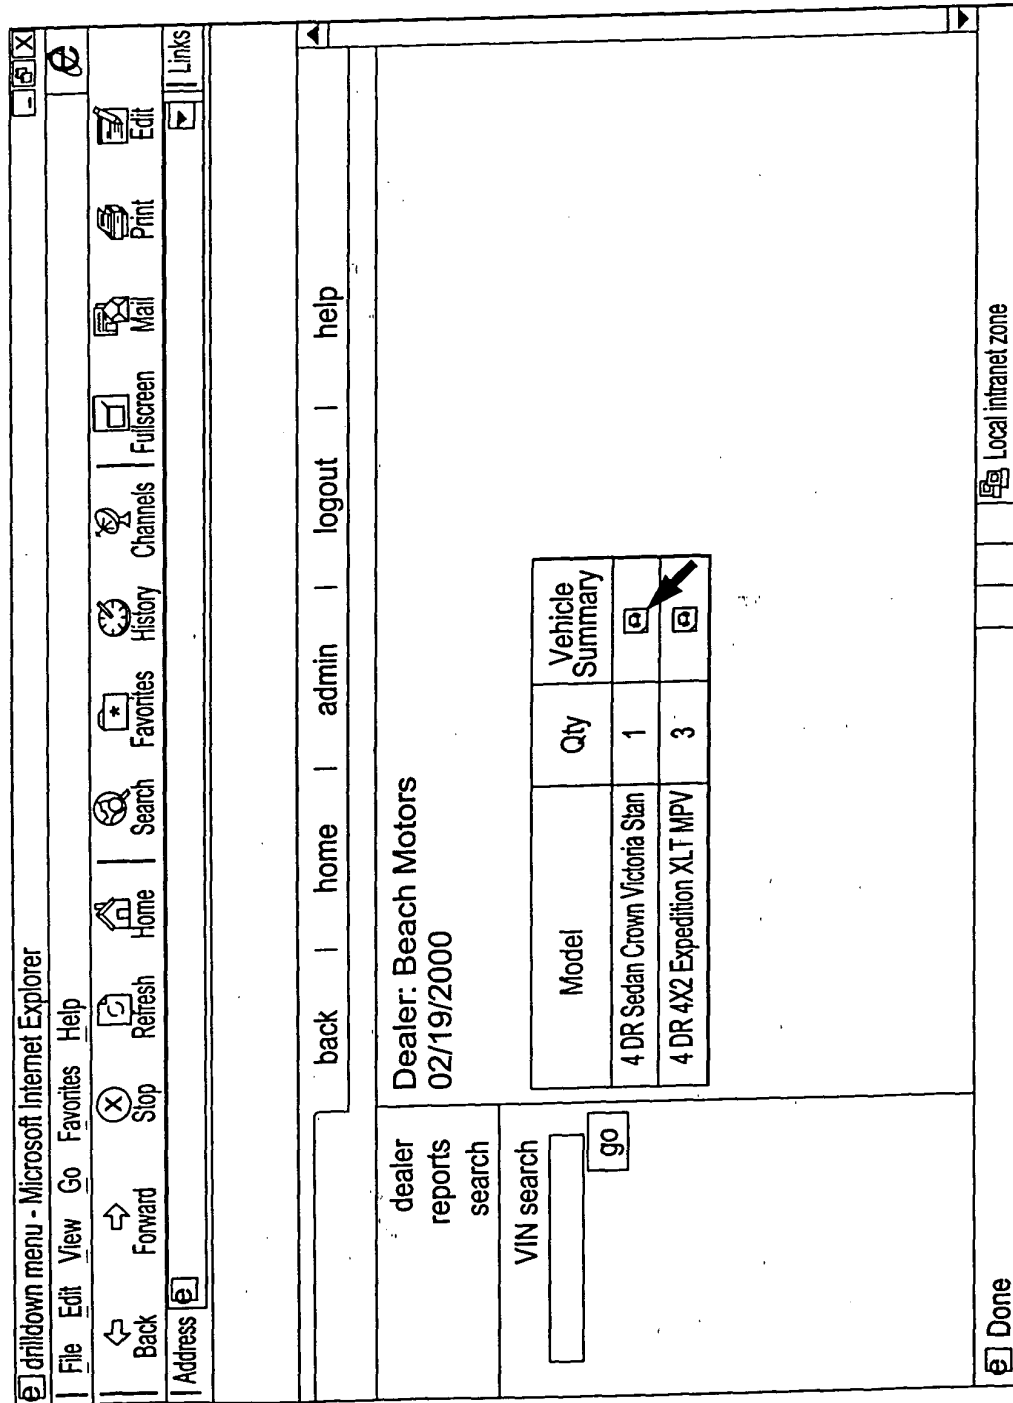 drilldown menu - Microsoft Internet Explorer
File Edit View Go Favorites Help
Back Forward Stop Refresh Home Search Favorites History Channels Fullscreen Mail Print Edit
Address Links
back | home | admin | logout | help
dealer
reports
search
VIN search
go
Dealer: Beach Motors
02/19/2000
Model Qty Vehicle Summary
4 DR Sedan Crown Victoria Stan 1
4 DR 4X2 Expedition XLT MPV 3
Done Local intranet zone